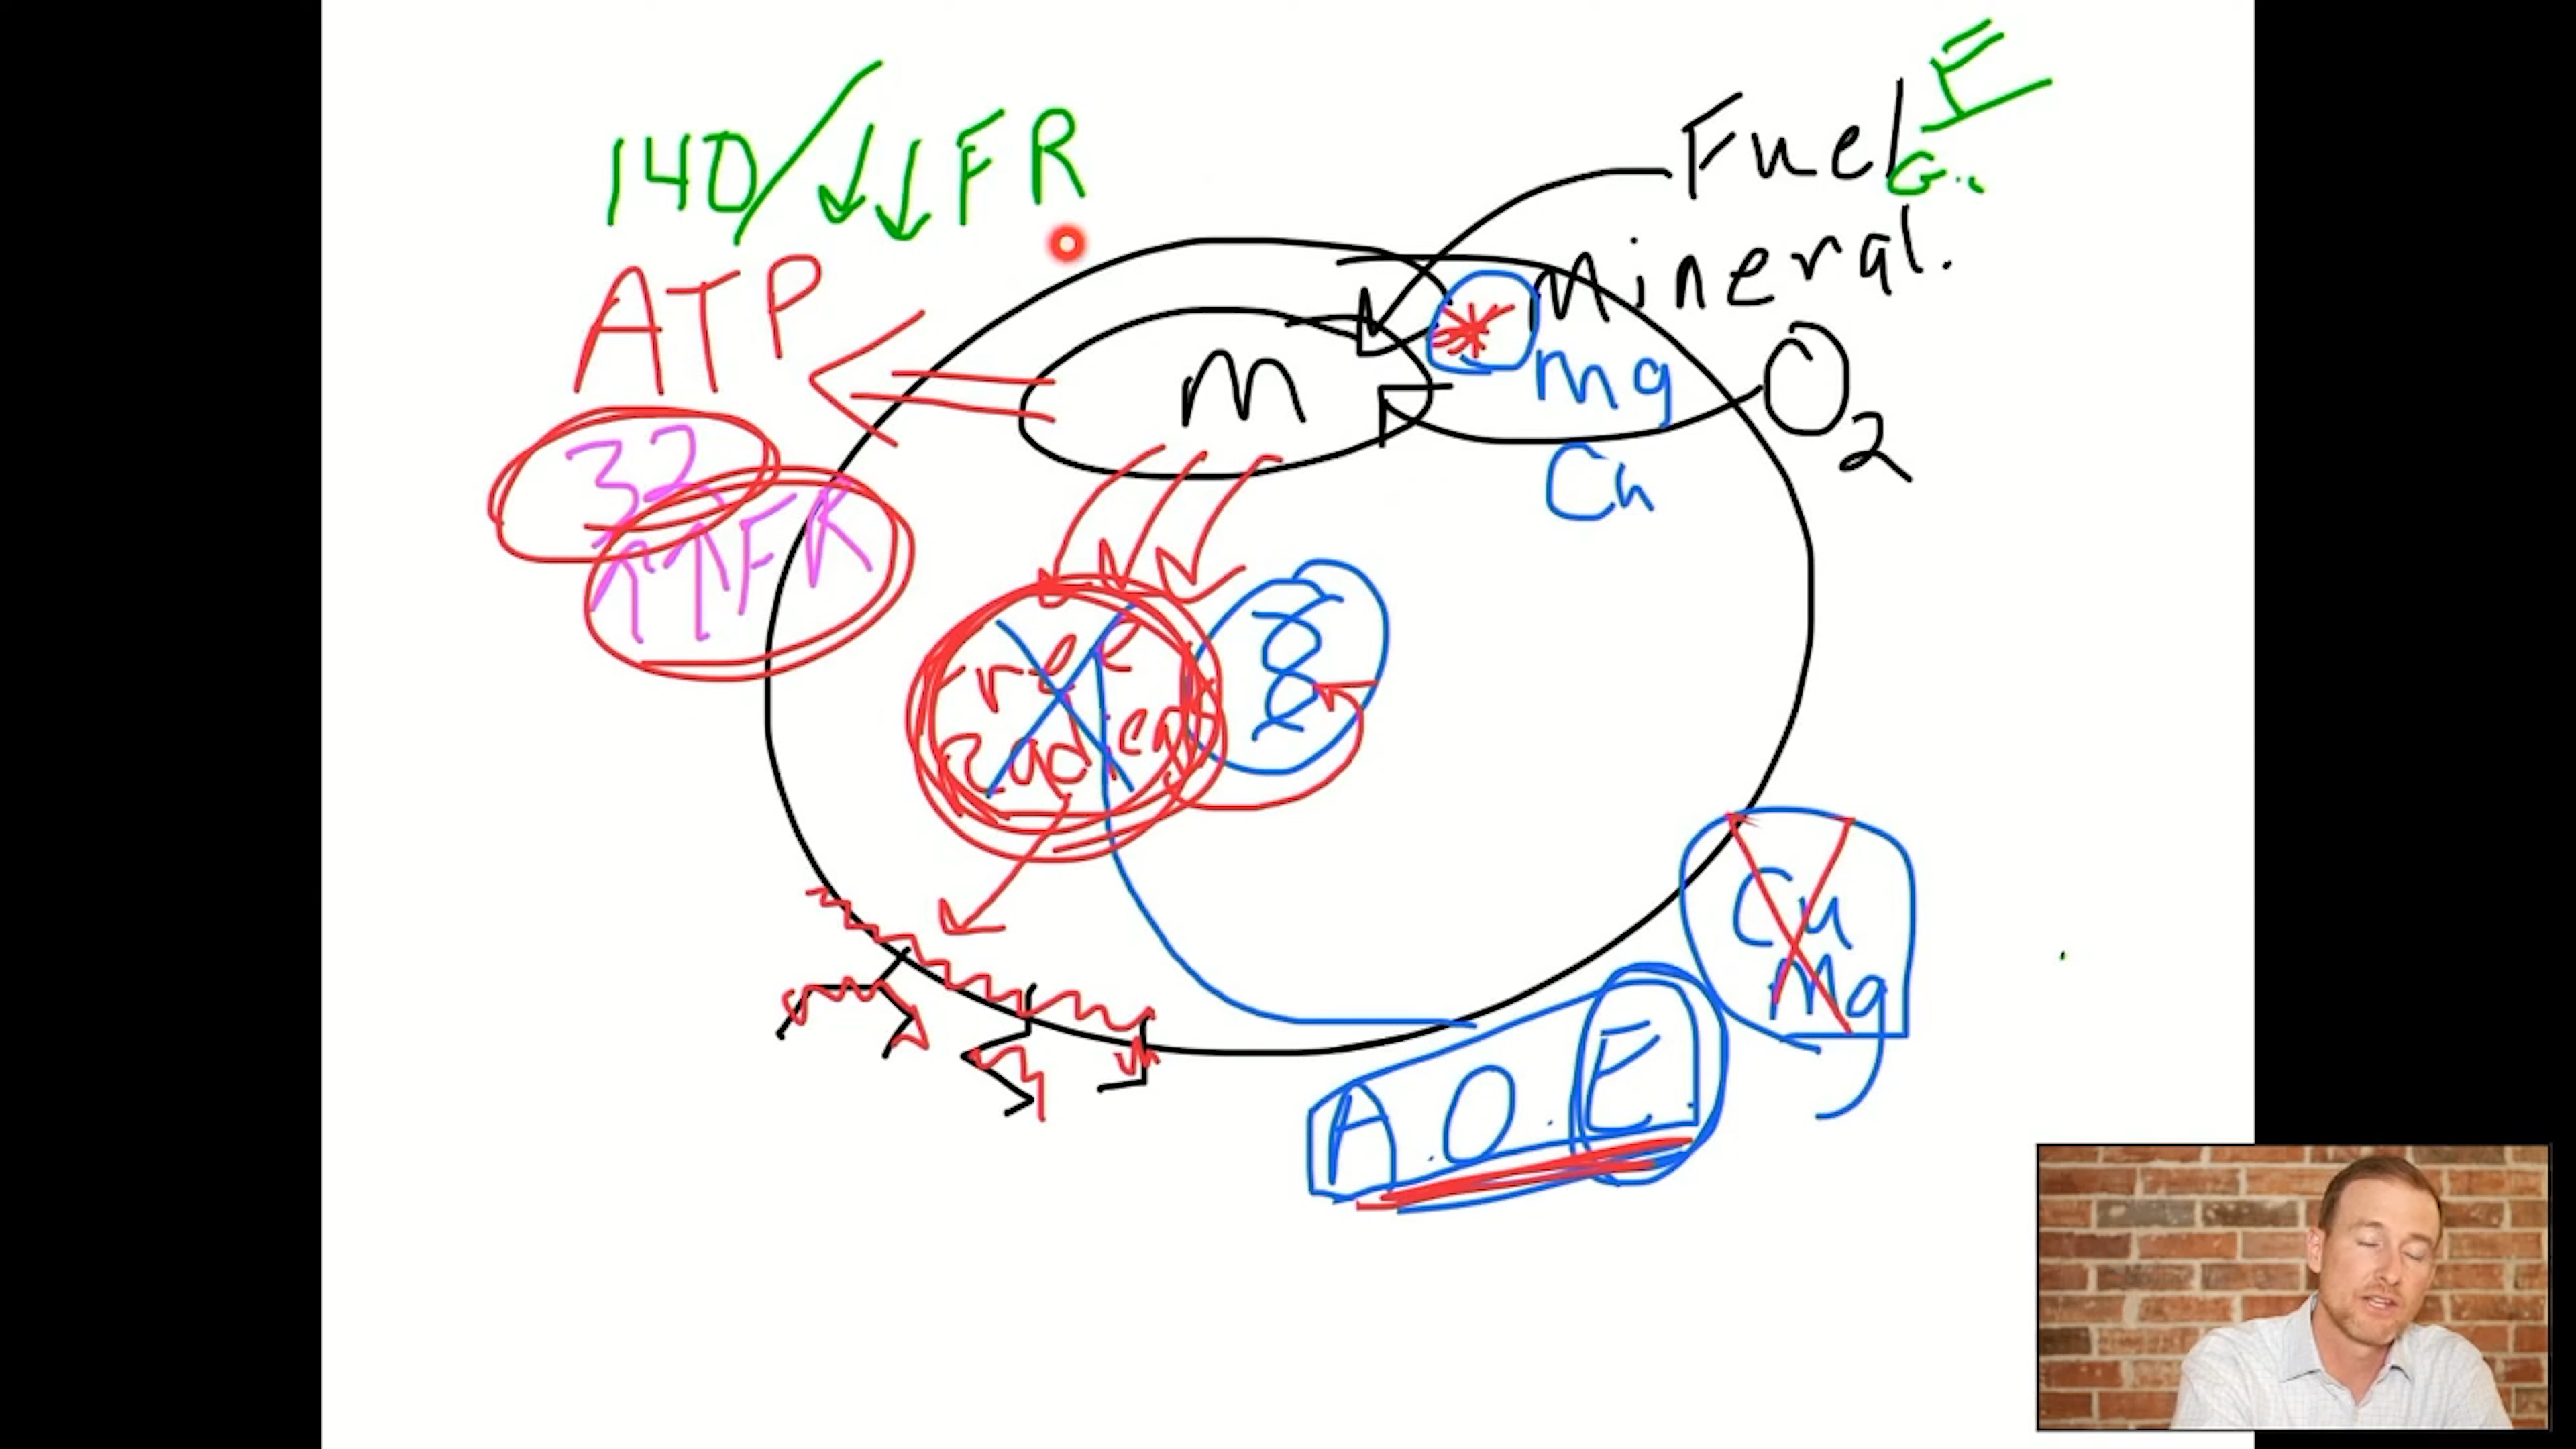 140/↓↓FR
Fuel
G..
Mineral.
ATP
Mg
O2
Cu
32
↑↑FR
M
Free
Radical
Cu
Mg
A.O.E.